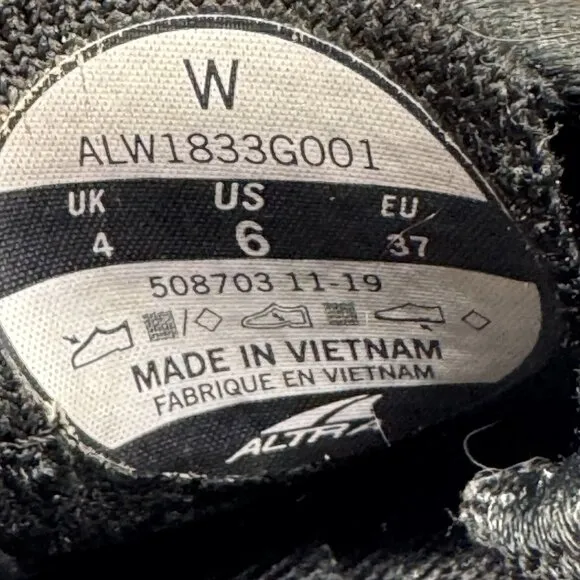 W
ALW1833G001
UK US EU
4 6 37
508703 11-19
MADE IN VIETNAM
FABRIQUE EN VIETNAM
ALTRA